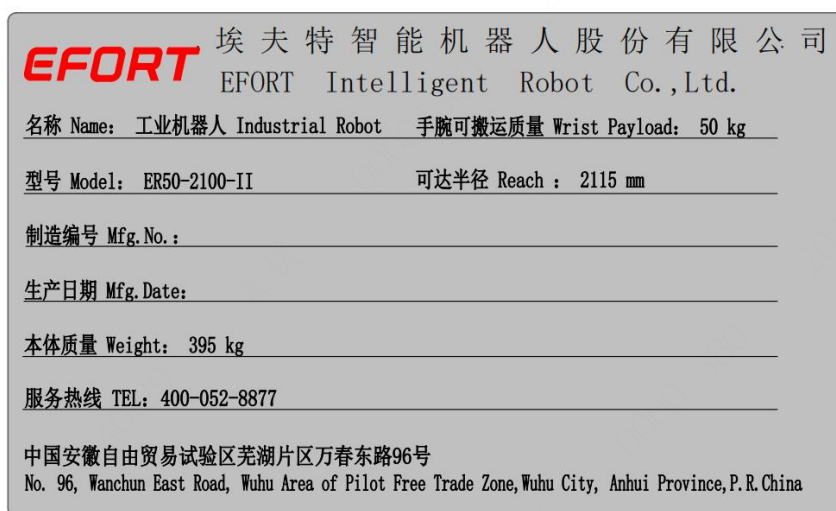 EFORT 埃夫特智能机器人股份有限公司
EFORT Intelligent Robot Co.,Ltd.
名称 Name： 工业机器人 Industrial Robot 手腕可搬运质量 Wrist Payload： 50 kg
型号 Model： ER50-2100-II 可达半径 Reach ： 2115 mm
制造编号 Mfg.No.：
生产日期 Mfg.Date：
本体质量 Weight： 395 kg
服务热线 TEL：400-052-8877
中国安徽自由贸易试验区芜湖片区万春东路96号
No. 96, Wanchun East Road, Wuhu Area of Pilot Free Trade Zone,Wuhu City, Anhui Province,P.R.China